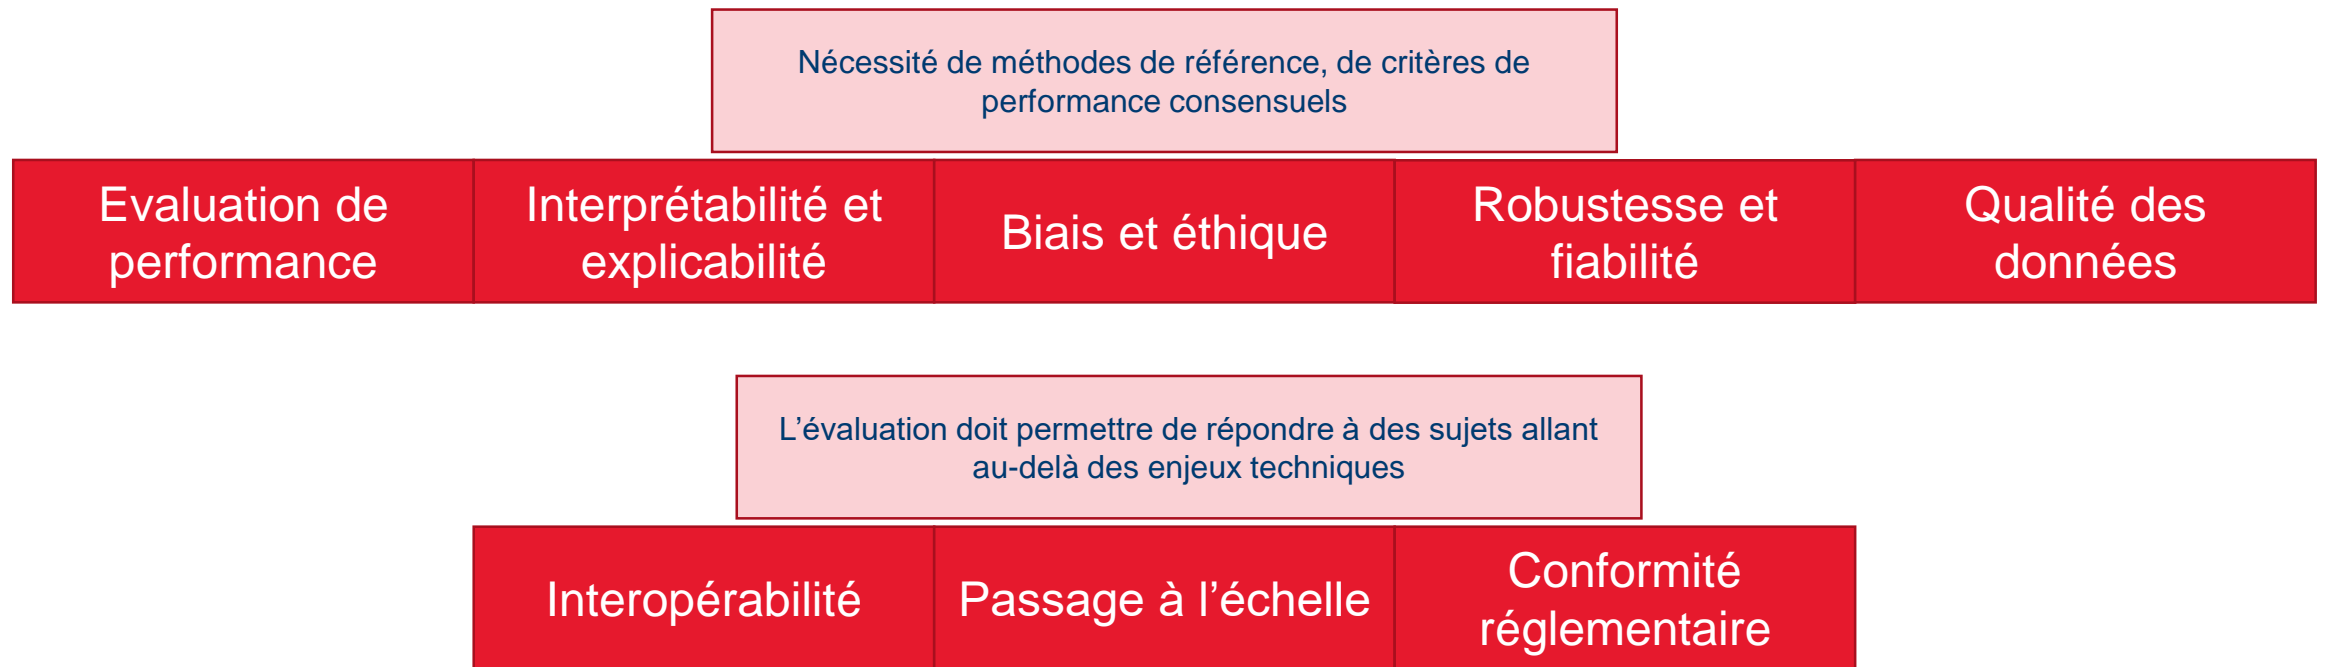 Nécessité de méthodes de référence, de critères de
performance consensuels
Evaluation de
performance
Interprétabilité et
explicabilité
Biais et éthique
Robustesse et
fiabilité
Qualité des
données
L’évaluation doit permettre de répondre à des sujets allant
au-delà des enjeux techniques
Interopérabilité
Passage à l’échelle
Conformité
réglementaire